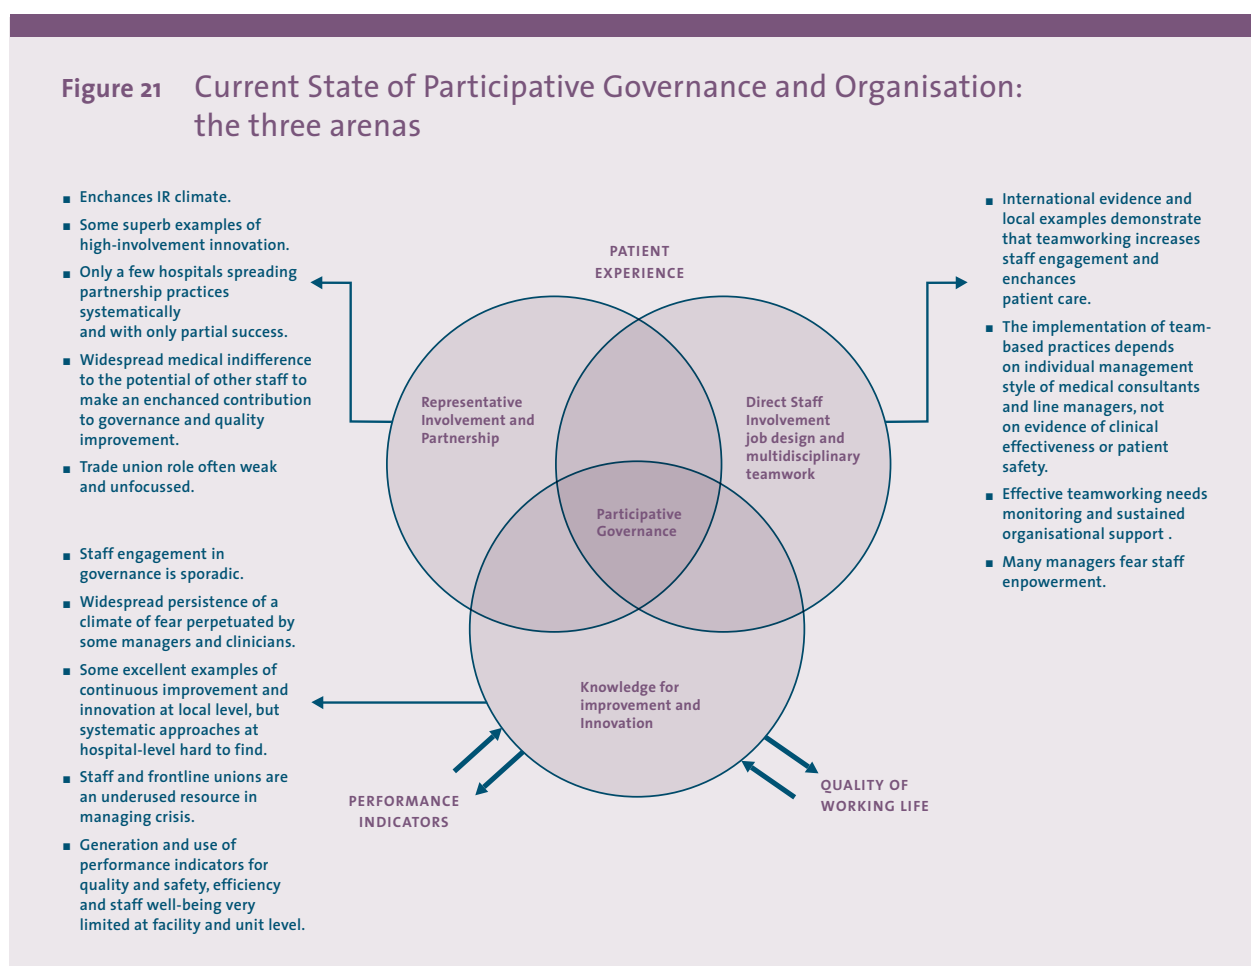 Figure 21 Current State of Participative Governance and Organisation:
the three arenas
Enchances IR climate.
Some superb examples of
high-involvement innovation.
Only a few hospitals spreading
partnership practices
systematically
and with only partial success.
Widespread medical indifference
to the potential of other staff to
make an enchanced contribution
to governance and quality
improvement.
Trade union role often weak
and unfocussed.
Staff engagement in
governance is sporadic.
Widespread persistence of a
climate of fear perpetuated by
some managers and clinicians.
Some excellent examples of
continuous improvement and
innovation at local level, but
systematic approaches at
hospital-level hard to find.
Staff and frontline unions are
an underused resource in
managing crisis.
Generation and use of
performance indicators for
quality and safety, efficiency
and staff well-being very
limited at facility and unit level.
PATIENT
EXPERIENCE
Representative
Involvement and
Partnership
Direct Staff
Involvement
job design and
multidisciplinary
teamwork
Participative
Governance
Knowledge for
improvement and
Innovation
PERFORMANCE
INDICATORS
QUALITY OF
WORKING LIFE
International evidence and
local examples demonstrate
that teamworking increases
staff engagement and
enchances
patient care.
The implementation of team-
based practices depends
on individual management
style of medical consultants
and line managers, not
on evidence of clinical
effectiveness or patient
safety.
Effective teamworking needs
monitoring and sustained
organisational support .
Many managers fear staff
enpowerment.